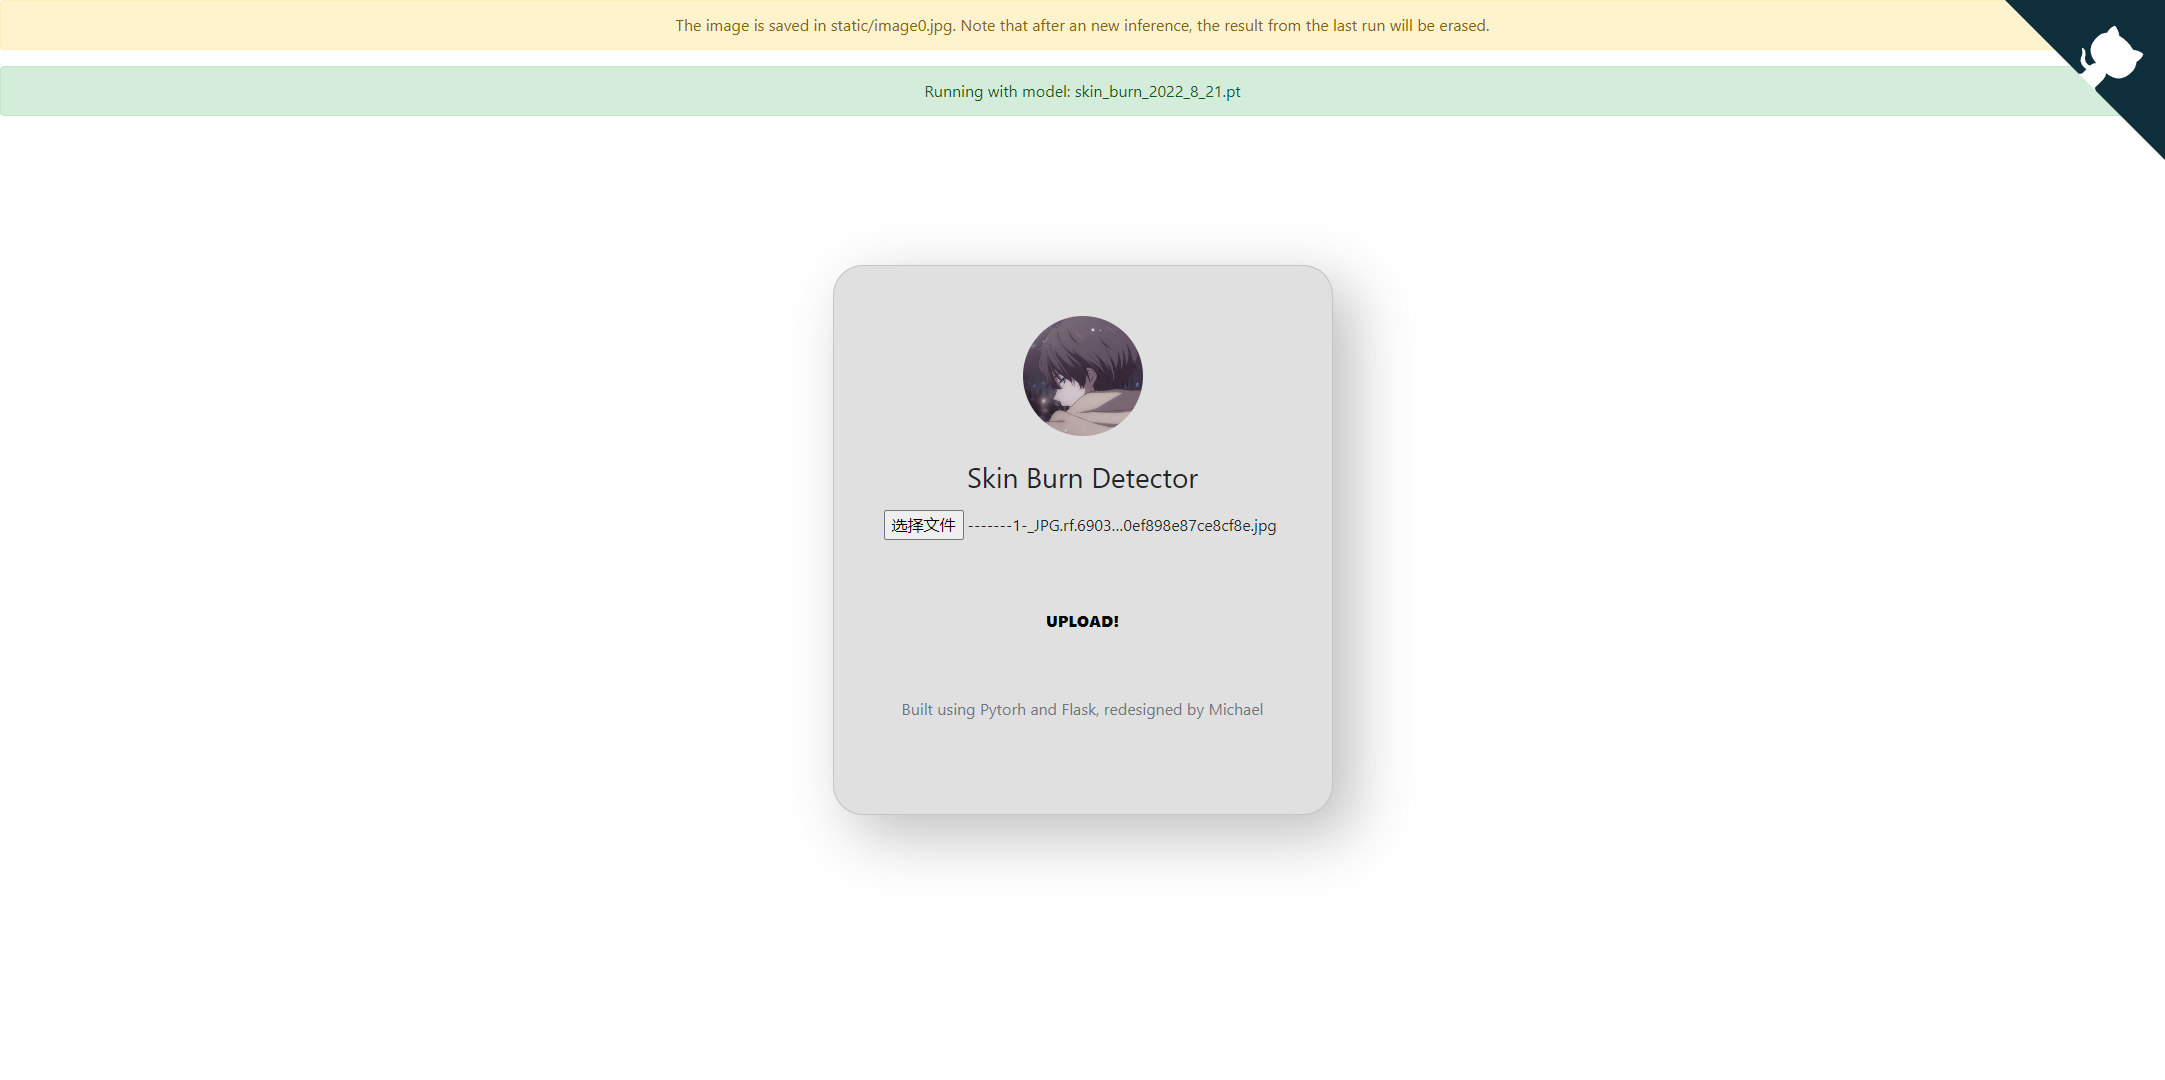 The image is saved in static/image0.jpg. Note that after an new inference, the result from the last run will be erased.
Running with model: skin_burn_2022_8_21.pt
Skin Burn Detector
选择文件 -------1-_JPG.rf.6903...0ef898e87ce8cf8e.jpg
UPLOAD!
Built using Pytorh and Flask, redesigned by Michael